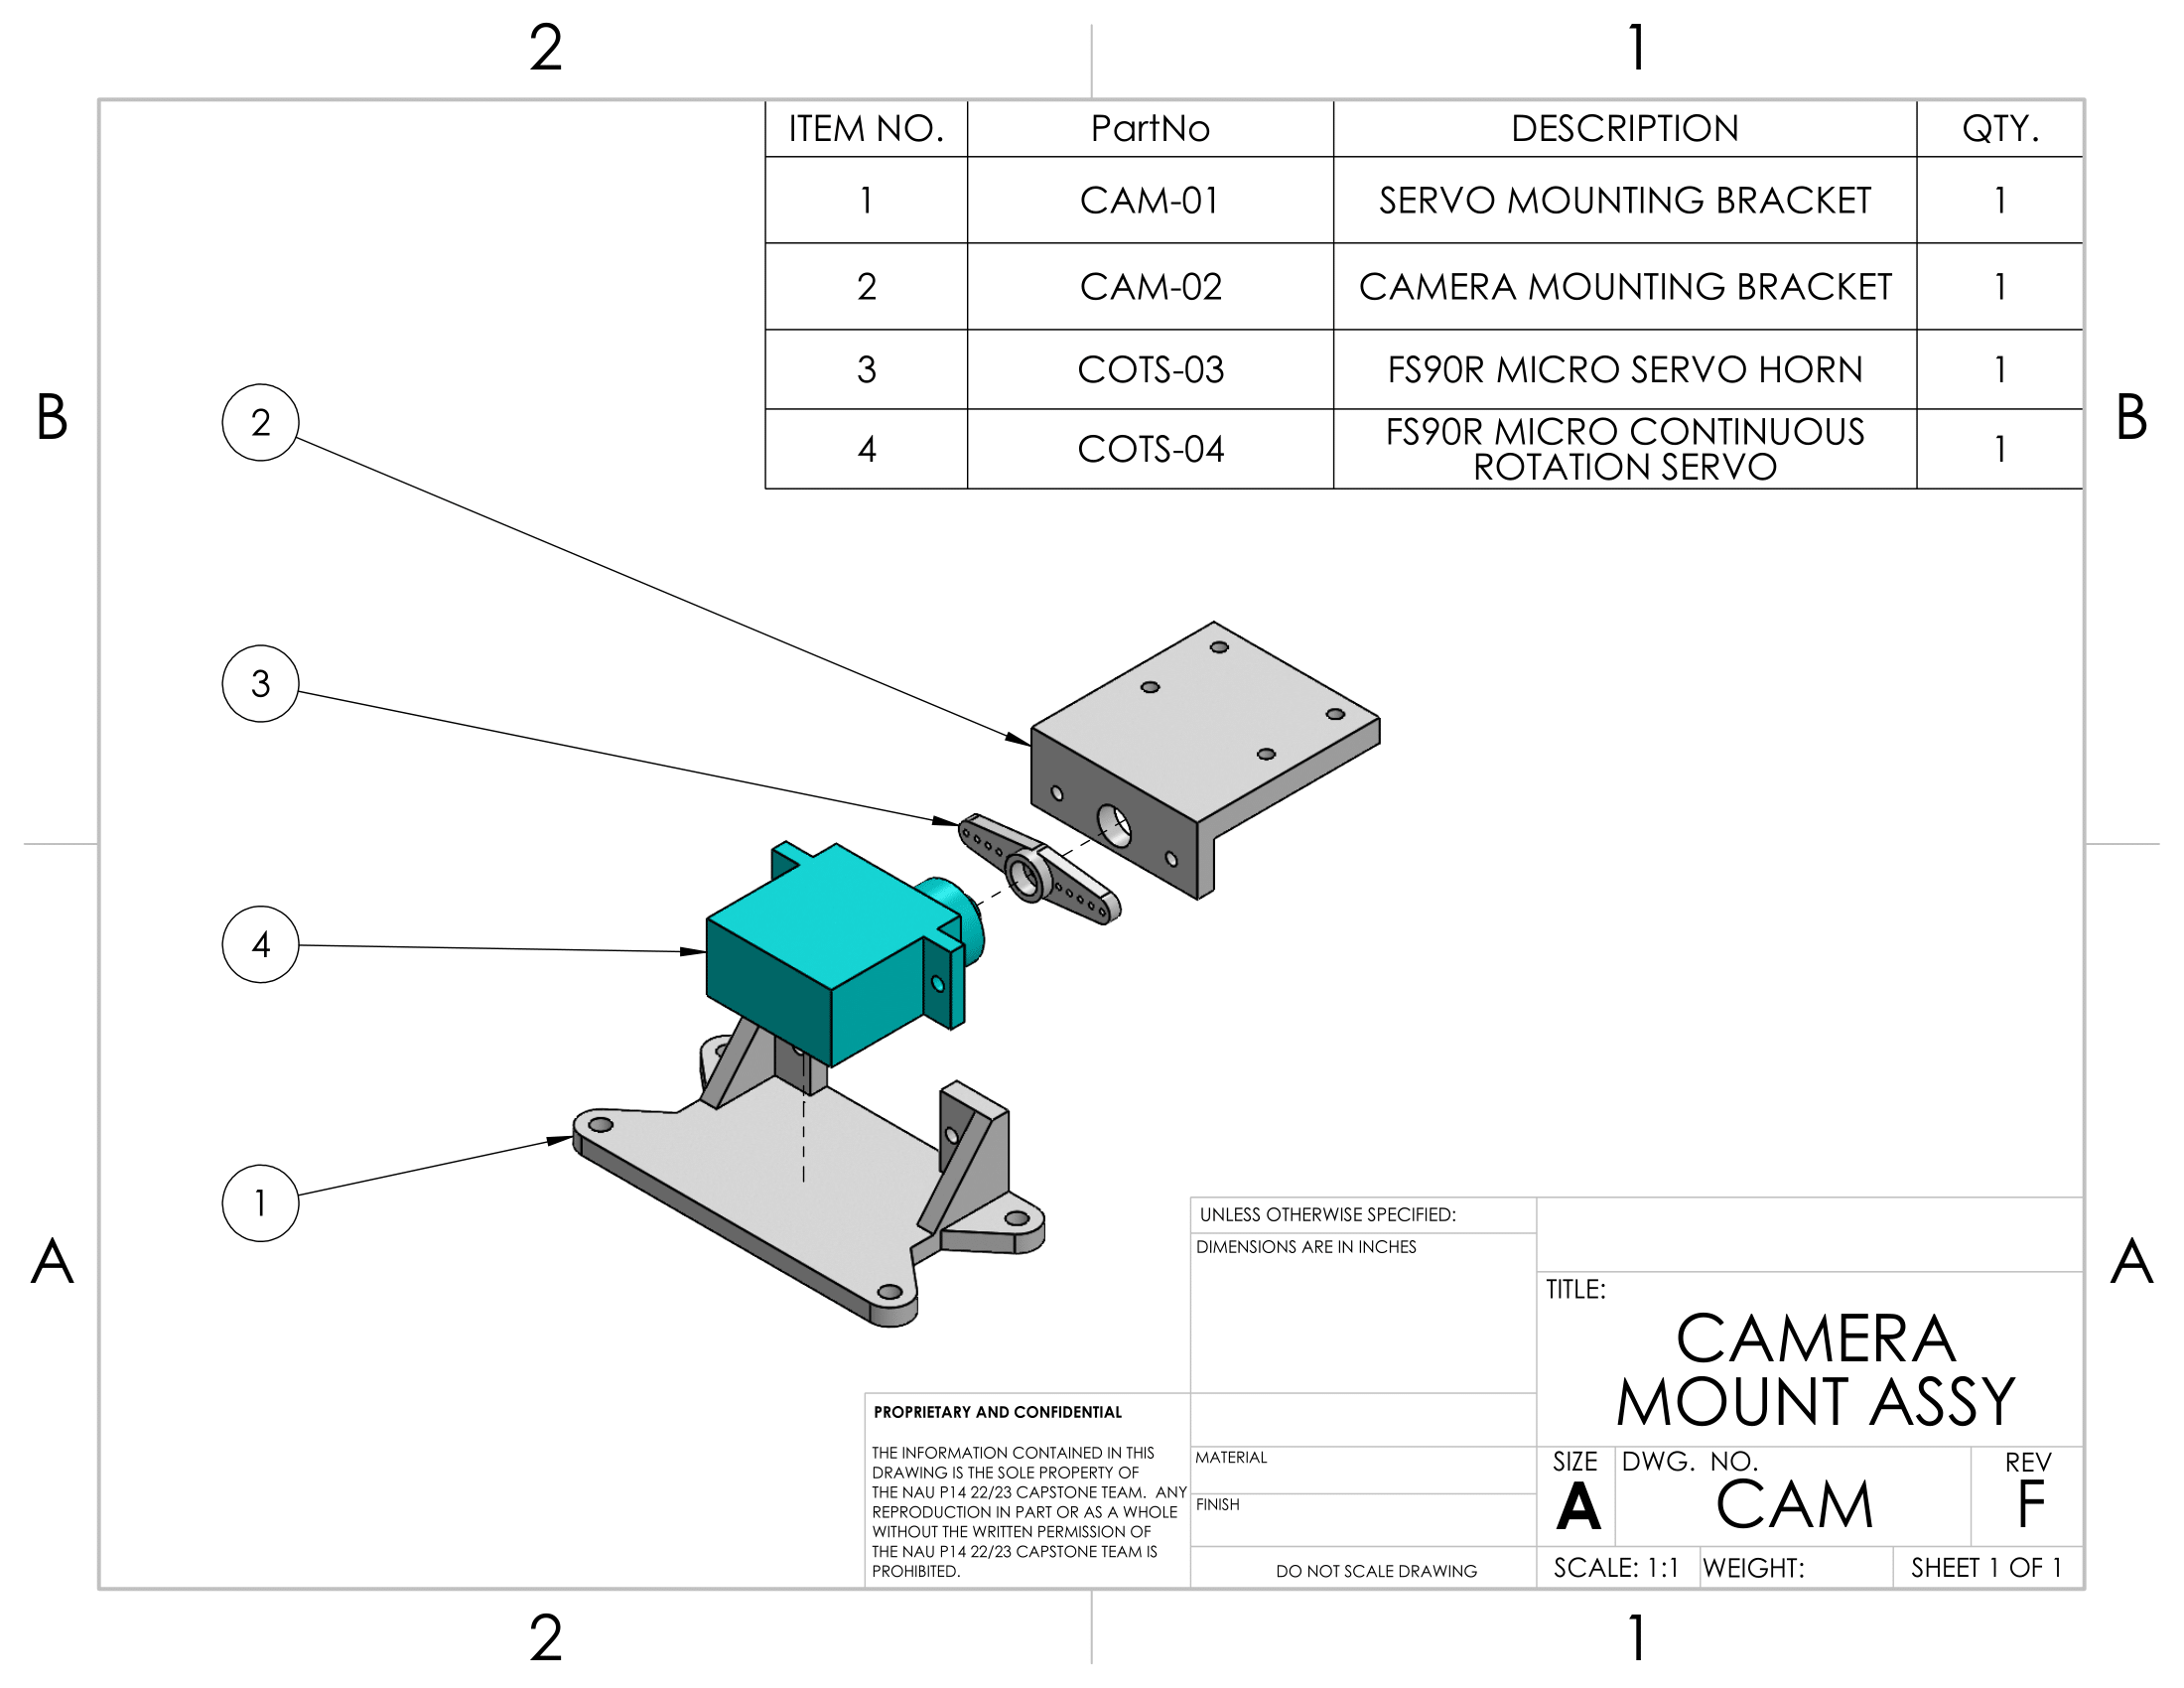 2 1
ITEM NO. PartNo DESCRIPTION QTY.
1 CAM-01 SERVO MOUNTING BRACKET 1
2 CAM-02 CAMERA MOUNTING BRACKET 1
3 COTS-03 FS90R MICRO SERVO HORN 1
4 COTS-04 FS90R MICRO CONTINUOUS
ROTATION SERVO 1
B B
2
3
4
1
A A
UNLESS OTHERWISE SPECIFIED:
DIMENSIONS ARE IN INCHES
TITLE:
CAMERA
MOUNT ASSY
PROPRIETARY AND CONFIDENTIAL
THE INFORMATION CONTAINED IN THIS
DRAWING IS THE SOLE PROPERTY OF
THE NAU P14 22/23 CAPSTONE TEAM. ANY
REPRODUCTION IN PART OR AS A WHOLE
WITHOUT THE WRITTEN PERMISSION OF
THE NAU P14 22/23 CAPSTONE TEAM IS
PROHIBITED.
MATERIAL
FINISH
DO NOT SCALE DRAWING
SIZE DWG. NO. REV
A CAM F
SCALE: 1:1 WEIGHT: SHEET 1 OF 1
2 1